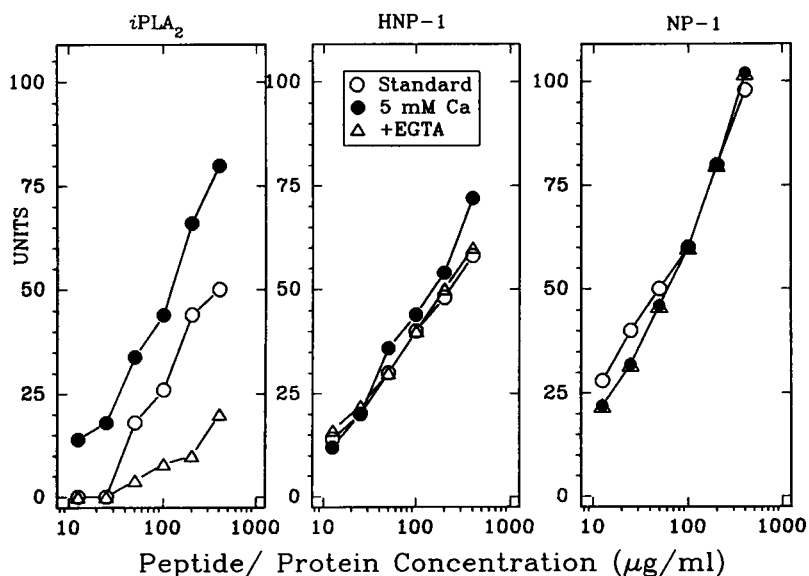 iPLA2
HNP-1
NP-1
UNITS
100
75
50
25
0
100
75
50
25
0
100
75
50
25
0
Standard
5 mM Ca
+EGTA
10 100 1000
10 100 1000
10 100 1000
Peptide/ Protein Concentration (μg/ml)